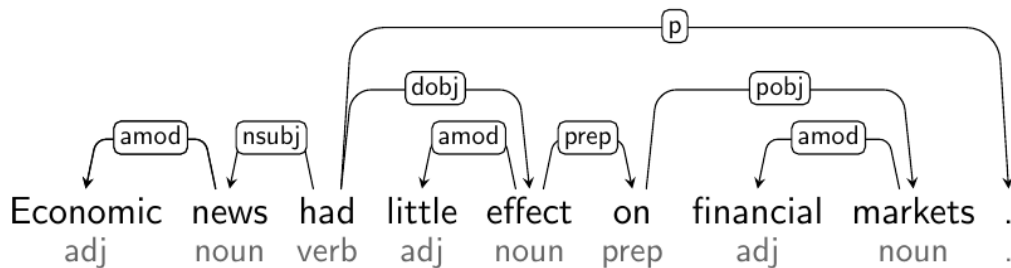 p
dobj pobj
amod nsubj amod prep amod
Economic news had little effect on financial markets .
adj noun verb adj noun prep adj noun .